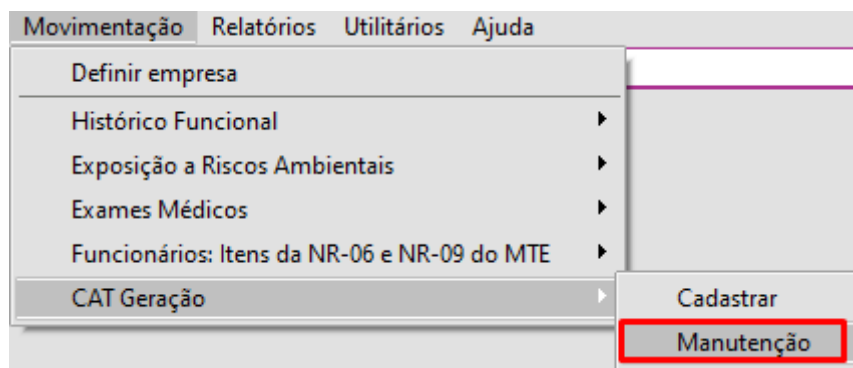 Movimentação Relatórios Utilitários Ajuda
Definir empresa
Histórico Funcional
Exposição a Riscos Ambientais
Exames Médicos
Funcionários: Itens da NR-06 e NR-09 do MTE
CAT Geração
Cadastrar
Manutenção